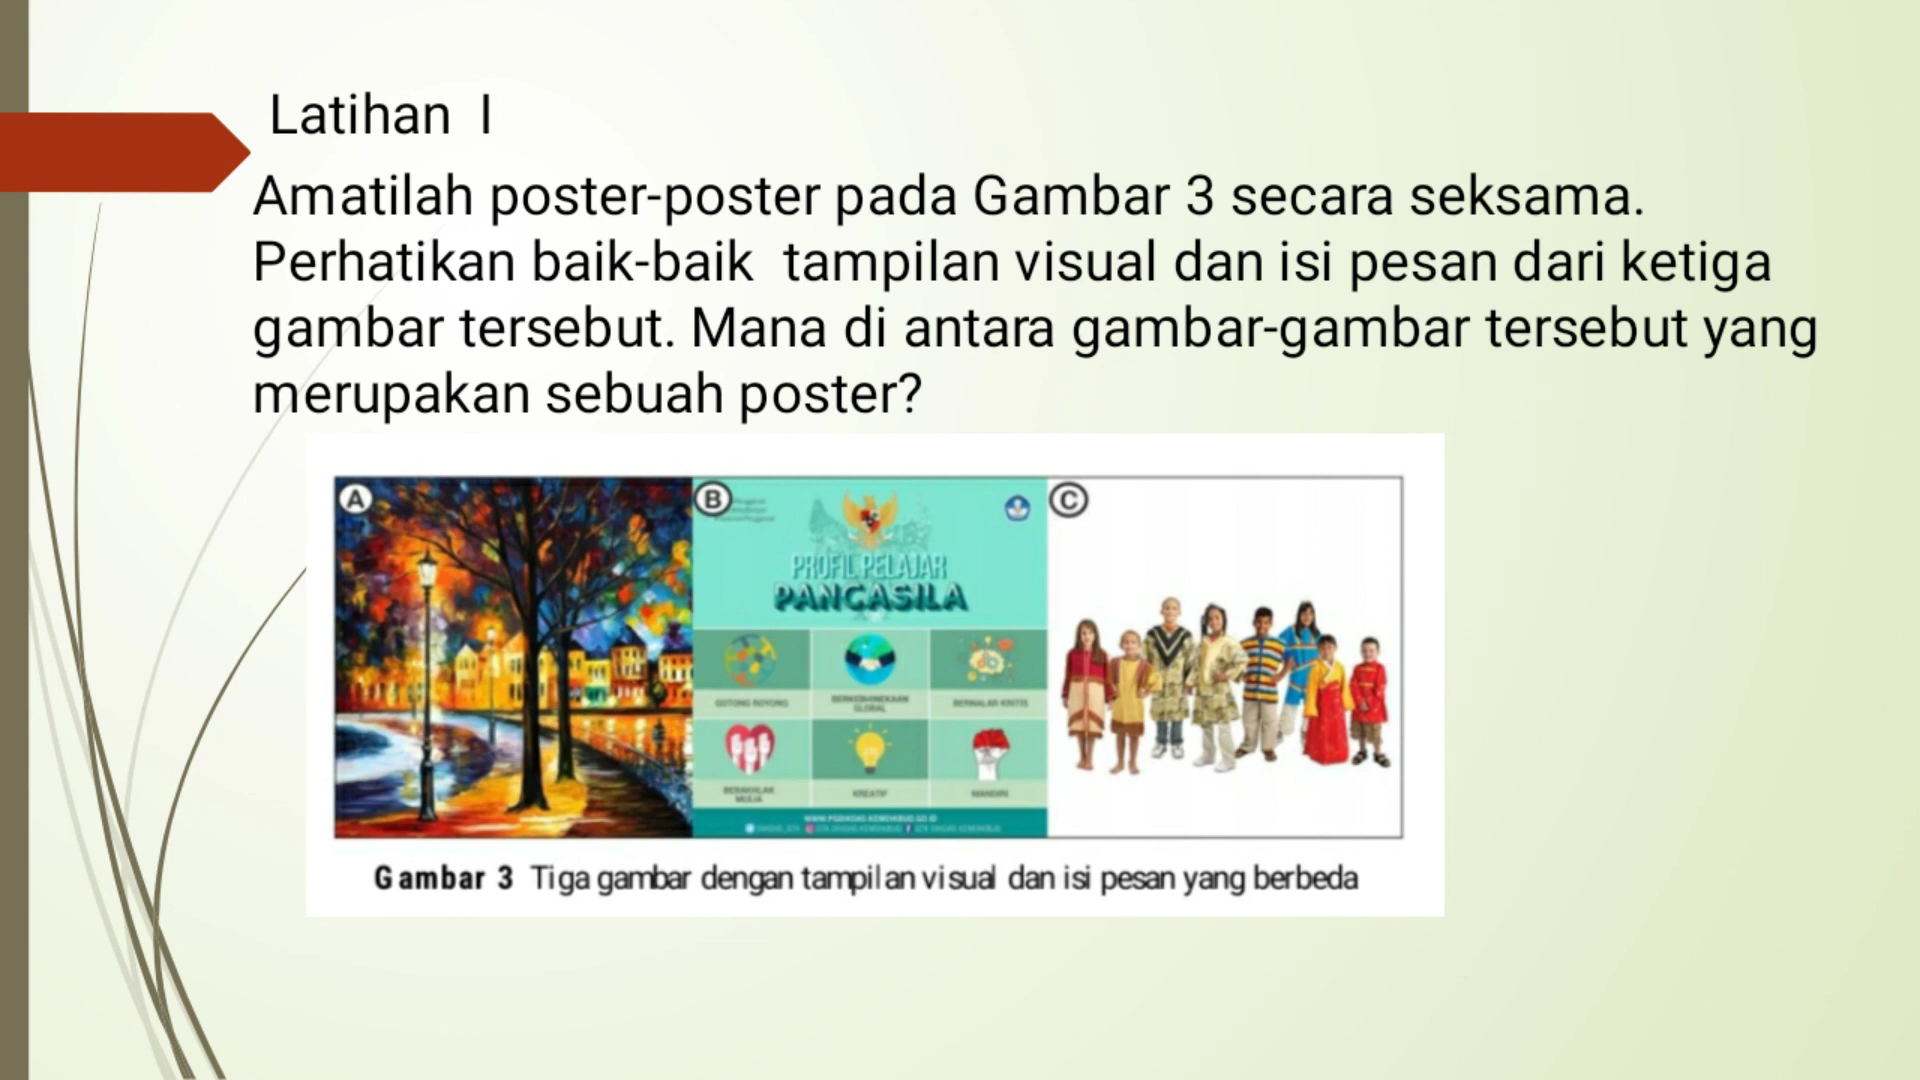 Latihan I
Amatilah poster-poster pada Gambar 3 secara seksama.
Perhatikan baik-baik tampilan visual dan isi pesan dari ketiga
gambar tersebut. Mana di antara gambar-gambar tersebut yang
merupakan sebuah poster?
A
B
C
PROFIL PELAJAR
PANCASILA
GOTONG ROYONG
BERKEBHINEKAAN
GLOBAL
BERNALAR KRITIS
BERAKHLAK
MULIA
KREATIF
MANDIRI
Gambar 3 Tiga gambar dengan tampilan visual dan isi pesan yang berbeda